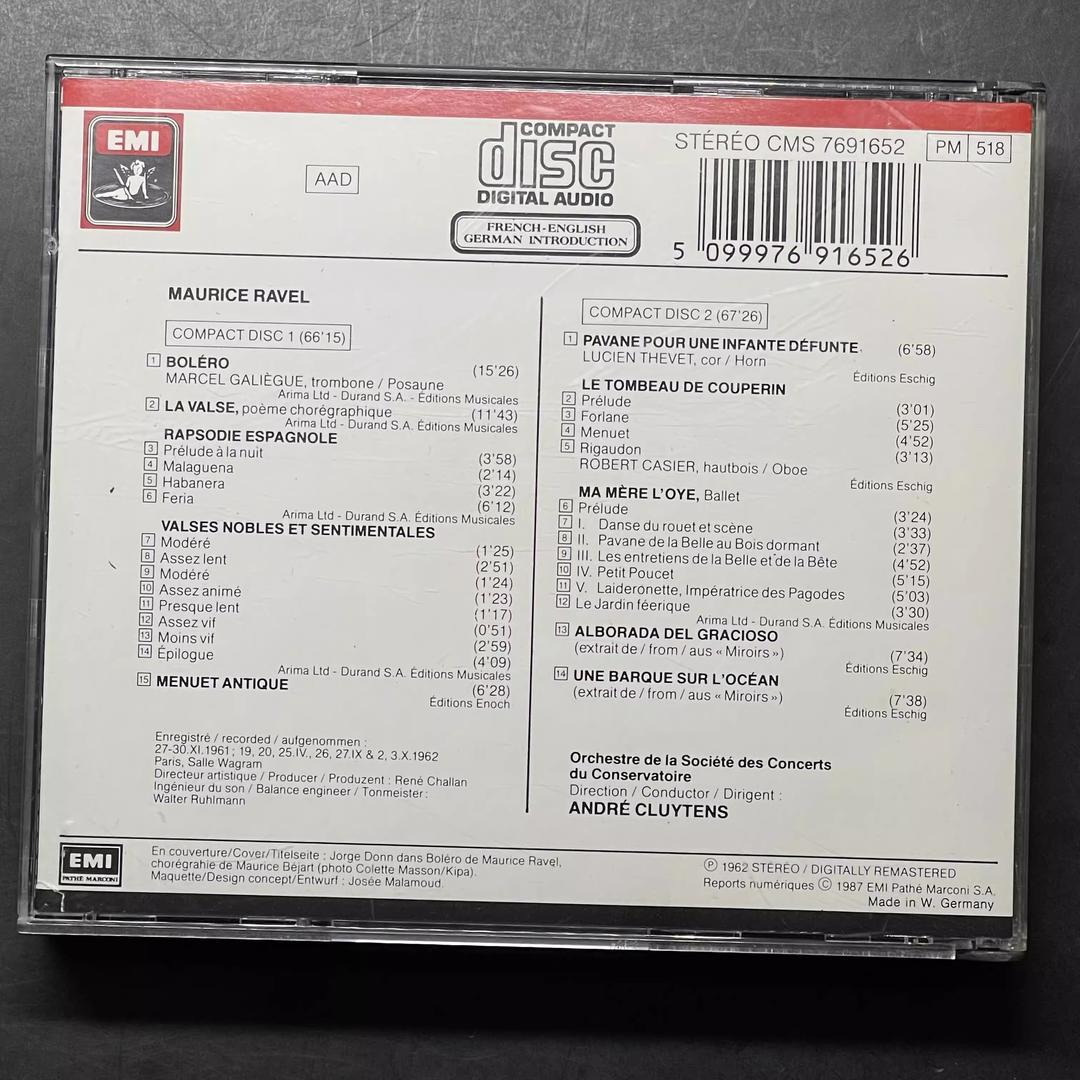 EMI
AAD
COMPACT
disc
DIGITAL AUDIO
FRENCH-ENGLISH
GERMAN INTRODUCTION
STÉRÉO CMS 7691652
PM 518
5 099976 916526
MAURICE RAVEL
COMPACT DISC 1 (66'15)
1 BOLÉRO (15'26)
MARCEL GALIÈGUE, trombone / Posaune
Arima Ltd - Durand S.A. - Éditions Musicales
2 LA VALSE, poème chorégraphique (11'43)
Arima Ltd - Durand S.A. Éditions Musicales
RAPSODIE ESPAGNOLE
3 Prélude à la nuit (3'58)
4 Malaguena (2'14)
5 Habanera (3'22)
6 Feria (6'12)
Arima Ltd - Durand S.A. Éditions Musicales
VALSES NOBLES ET SENTIMENTALES
7 Modéré (1'25)
8 Assez lent (2'51)
9 Modéré (1'24)
10 Assez animé (1'23)
11 Presque lent (1'17)
12 Assez vif (0'51)
13 Moins vif (2'59)
14 Épilogue (4'09)
Arima Ltd - Durand S.A. Éditions Musicales
15 MENUET ANTIQUE (6'28)
Éditions Enoch
Enregistré / recorded / aufgenommen :
27-30.XI.1961 ; 19, 20, 25.IV., 26, 27.IX & 2, 3.X.1962
Paris, Salle Wagram
Directeur artistique / Producer / Produzent : René Challan
Ingénieur du son / Balance engineer / Tonmeister :
Walter Ruhlmann
COMPACT DISC 2 (67'26)
1 PAVANE POUR UNE INFANTE DÉFUNTE (6'58)
LUCIEN THEVET, cor / Horn
Éditions Eschig
LE TOMBEAU DE COUPERIN
2 Prélude (3'01)
3 Forlane (5'25)
4 Menuet (4'52)
5 Rigaudon (3'13)
ROBERT CASIER, hautbois / Oboe
Éditions Eschig
MA MÈRE L'OYE, Ballet
6 Prélude (3'24)
7 I. Danse du rouet et scène (3'33)
8 II. Pavane de la Belle au Bois dormant (2'37)
9 III. Les entretiens de la Belle et de la Bête (4'52)
10 IV. Petit Poucet (5'15)
11 V. Laideronette, Impératrice des Pagodes (5'03)
12 Le Jardin féerique (3'30)
Arima Ltd - Durand S.A. Éditions Musicales
13 ALBORADA DEL GRACIOSO (7'34)
(extrait de / from / aus « Miroirs »)
Éditions Eschig
14 UNE BARQUE SUR L'OCÉAN (7'38)
(extrait de / from / aus « Miroirs »)
Éditions Eschig
Orchestre de la Société des Concerts
du Conservatoire
Direction / Conductor / Dirigent :
ANDRÉ CLUYTENS
EMI
PATHÉ MARCONI
En couverture/Cover/Titelseite : Jorge Donn dans Boléro de Maurice Ravel,
chorégrahie de Maurice Béjart (photo Colette Masson/Kipa).
Maquette/Design concept/Entwurf : Josée Malamoud.
Ⓟ 1962 STÉRÉO / DIGITALLY REMASTERED
Reports numériques © 1987 EMI Pathé Marconi S.A.
Made in W. Germany